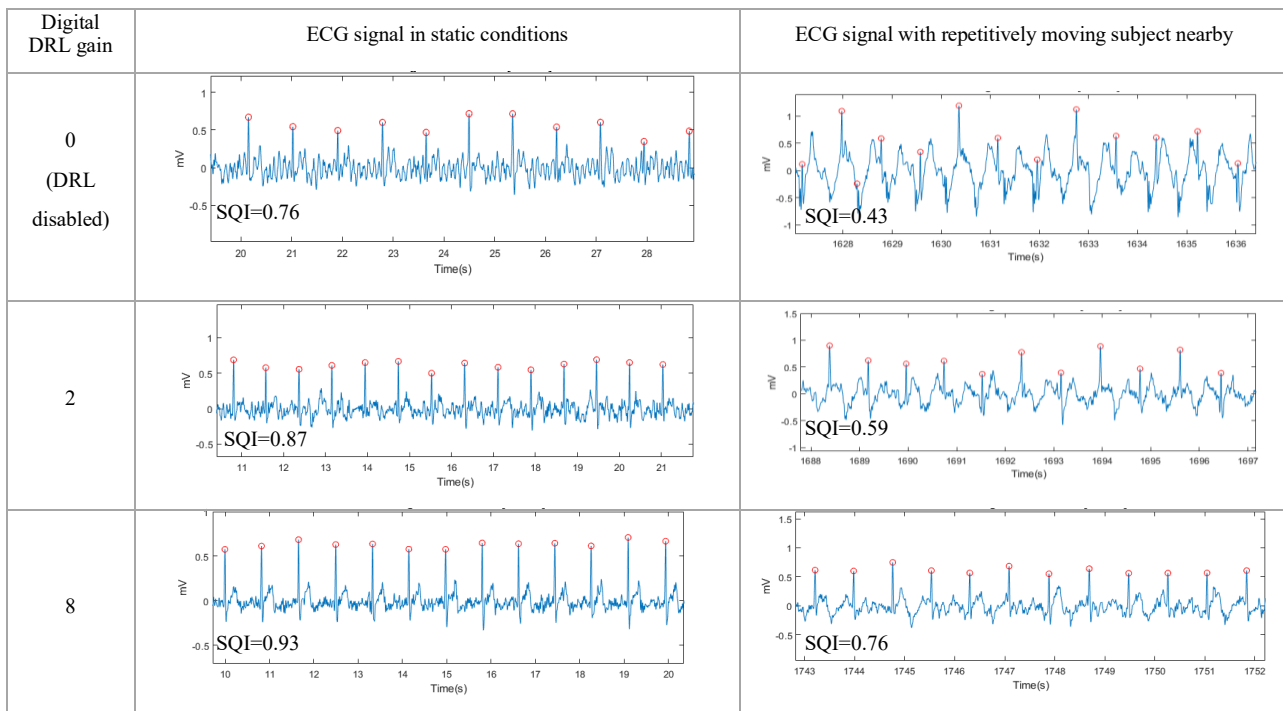 Digital
DRL gain
ECG signal in static conditions
ECG signal with repetitively moving subject nearby
0
(DRL
disabled)
1
0.5
0
-0.5
mV
SQI=0.76
20 21 22 23 24 25 26 27 28
Time(s)
1
0.5
0
-0.5
-1
mV
SQI=0.43
1628 1629 1630 1631 1632 1633 1634 1635 1636
Time(s)
2
1
0.5
0
-0.5
mV
SQI=0.87
11 12 13 14 15 16 17 18 19 20 21
Time(s)
1.5
1
0.5
0
-0.5
-1
mV
SQI=0.59
1688 1689 1690 1691 1692 1693 1694 1695 1696 1697
Time(s)
8
1
0.5
0
-0.5
mV
SQI=0.93
10 11 12 13 14 15 16 17 18 19 20
Time(s)
1.5
1
0.5
0
-0.5
mV
SQI=0.76
1743 1744 1745 1746 1747 1748 1749 1750 1751 1752
Time(s)